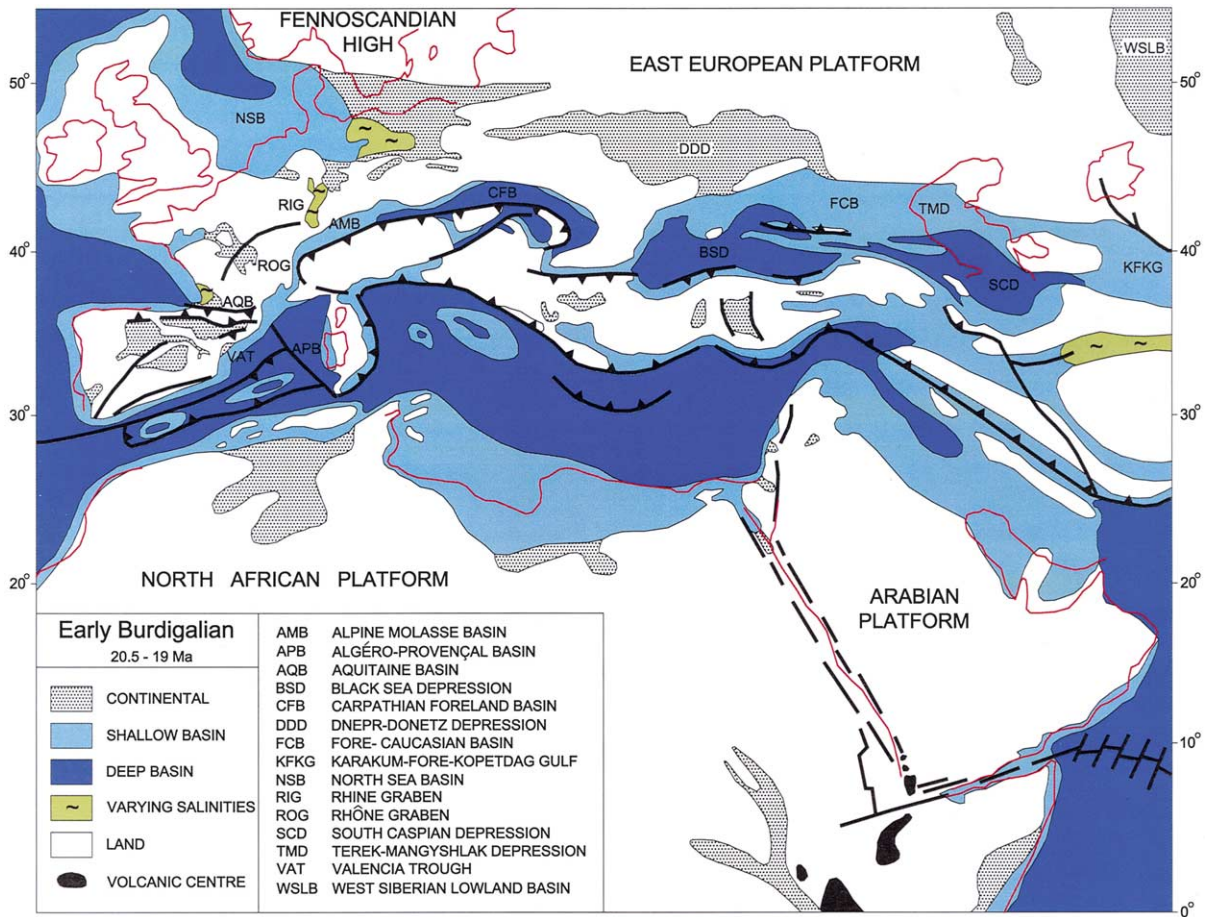 FENNOSCANDIAN
HIGH
EAST EUROPEAN PLATFORM
WSLB
50°
50°
NSB
~
~
DDD
~
RIG
~
CFB
AMB
FCB
TMD
40°
40°
ROG
BSD
KFKG
SCD
AQB
~
~
VAT
APB
30°
30°
20°
20°
NORTH AFRICAN PLATFORM
ARABIAN
PLATFORM
10°
0°
Early Burdigalian
20.5 - 19 Ma
CONTINENTAL
SHALLOW BASIN
DEEP BASIN
~ VARYING SALINITIES
LAND
VOLCANIC CENTRE
AMB ALPINE MOLASSE BASIN
APB ALGÉRO-PROVENÇAL BASIN
AQB AQUITAINE BASIN
BSD BLACK SEA DEPRESSION
CFB CARPATHIAN FORELAND BASIN
DDD DNEPR-DONETZ DEPRESSION
FCB FORE- CAUCASIAN BASIN
KFKG KARAKUM-FORE-KOPETDAG GULF
NSB NORTH SEA BASIN
RIG RHINE GRABEN
ROG RHÔNE GRABEN
SCD SOUTH CASPIAN DEPRESSION
TMD TEREK-MANGYSHLAK DEPRESSION
VAT VALENCIA TROUGH
WSLB WEST SIBERIAN LOWLAND BASIN